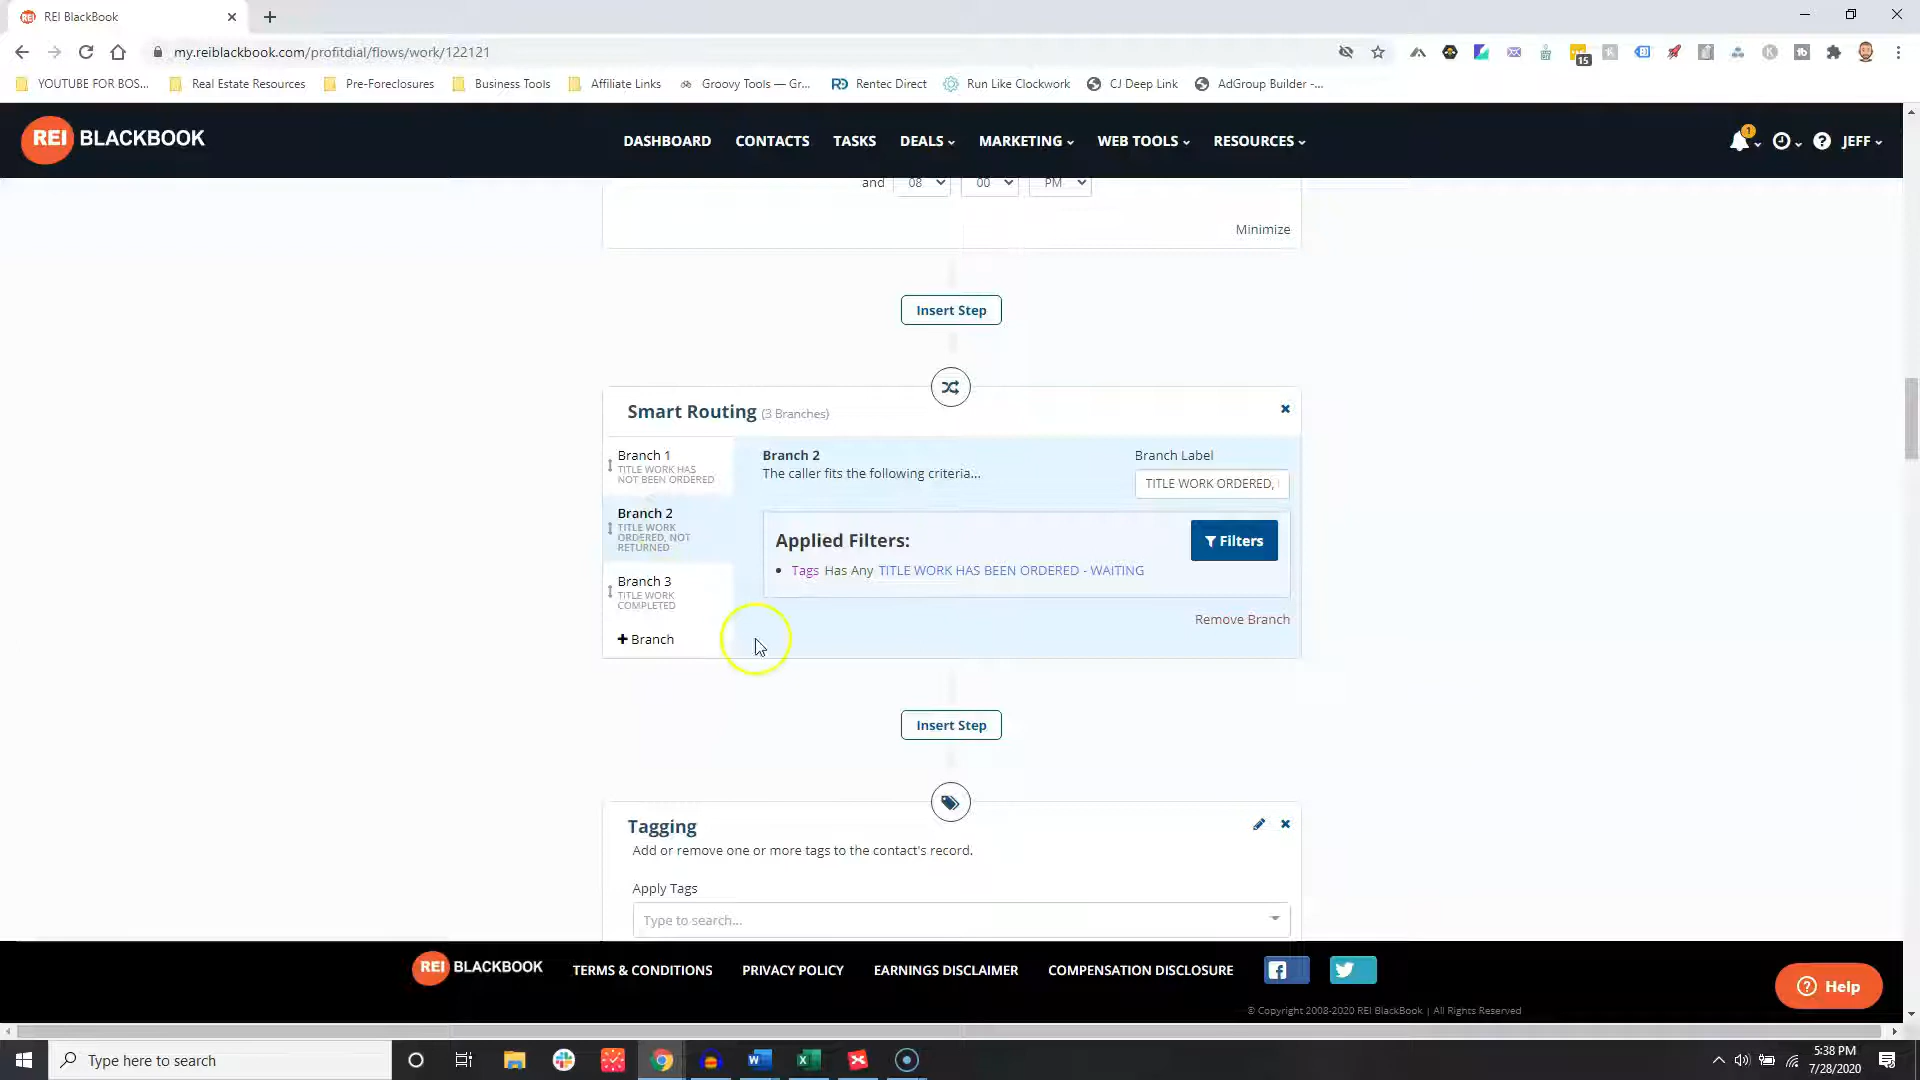 REI BlackBook
my.reiblackbook.com/profitdial/flows/work/122121
15
YOUTUBE FOR BOS...
Real Estate Resources
Pre-Foreclosures
Business Tools
Affiliate Links
Groovy Tools — Gr...
RD Rentec Direct
Run Like Clockwork
CJ Deep Link
AdGroup Builder -...
REI BLACKBOOK
DASHBOARD
CONTACTS
TASKS
DEALS
MARKETING
WEB TOOLS
RESOURCES
1
JEFF
and 08 00 PM
Minimize
Insert Step
Smart Routing (3 Branches)
Branch 1
TITLE WORK HAS
NOT BEEN ORDERED
Branch 2
TITLE WORK
ORDERED, NOT
RETURNED
Branch 3
TITLE WORK
COMPLETED
+ Branch
Branch 2
The caller fits the following criteria...
Branch Label
TITLE WORK ORDERED,
Applied Filters:
Filters
Tags Has Any TITLE WORK HAS BEEN ORDERED - WAITING
Remove Branch
Insert Step
Tagging
Add or remove one or more tags to the contact's record.
Apply Tags
Type to search...
REI BLACKBOOK
TERMS & CONDITIONS
PRIVACY POLICY
EARNINGS DISCLAIMER
COMPENSATION DISCLOSURE
Help
© Copyright 2008-2020 REI BlackBook | All Rights Reserved
Type here to search
5:38 PM
7/28/2020